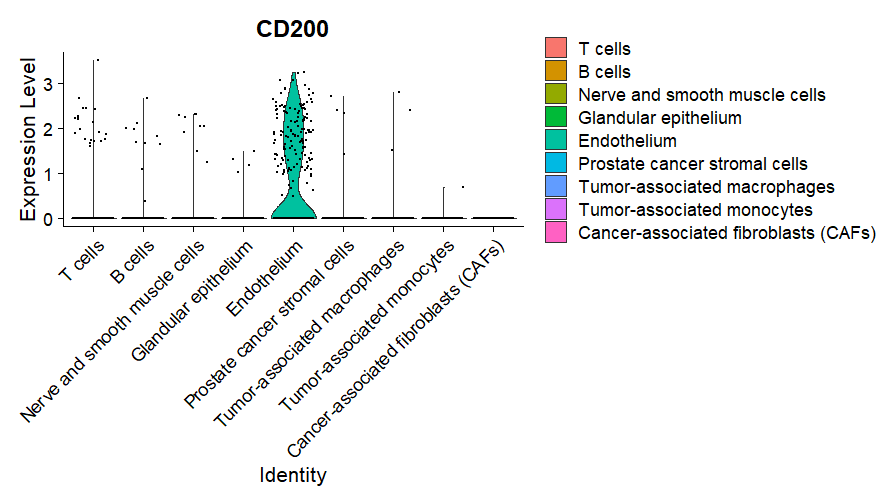 CD200
Expression Level
3
2
1
0
T cells
B cells
Nerve and smooth muscle cells
Glandular epithelium
Endothelium
Prostate cancer stromal cells
Tumor-associated macrophages
Tumor-associated monocytes
Cancer-associated fibroblasts (CAFs)
Identity
T cells
B cells
Nerve and smooth muscle cells
Glandular epithelium
Endothelium
Prostate cancer stromal cells
Tumor-associated macrophages
Tumor-associated monocytes
Cancer-associated fibroblasts (CAFs)